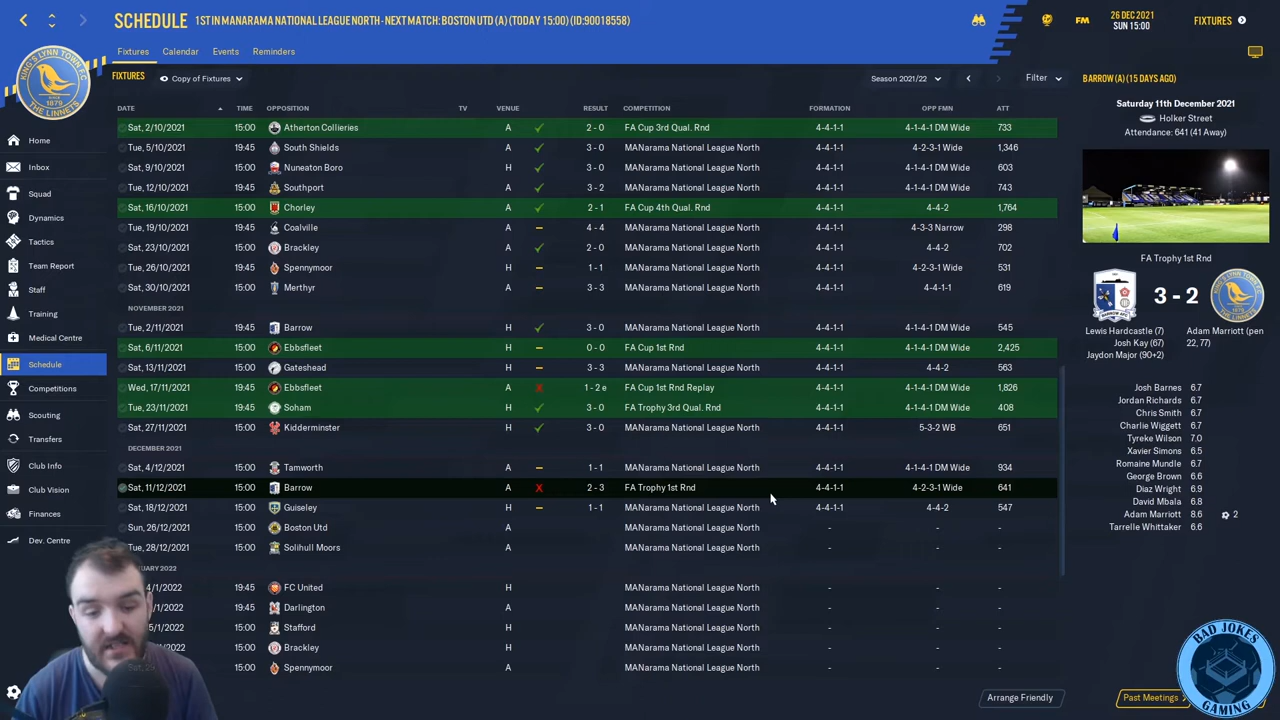 SCHEDULE 1ST IN MANARAMA NATIONAL LEAGUE NORTH - NEXT MATCH: BOSTON UTD (A) (TODAY 15:00) (ID:90018558)
FM 26 DEC 2021 SUN 15:00 FIXTURES
Fixtures Calendar Events Reminders
KING'S LYNN TOWN F.C
1879
THE LINNETS
FIXTURES Copy of Fixtures Season 2021/22 Filter
DATE TIME OPPOSITION TV VENUE RESULT COMPETITION FORMATION OPP FMN ATT
Sat, 2/10/2021 15:00 Atherton Collieries A 2 - 0 FA Cup 3rd Qual. Rnd 4-4-1-1 4-1-4-1 DM Wide 733
Tue, 5/10/2021 19:45 South Shields A 3 - 0 MANarama National League North 4-4-1-1 4-2-3-1 Wide 1,346
Sat, 9/10/2021 15:00 Nuneaton Boro H 3 - 0 MANarama National League North 4-4-1-1 4-1-4-1 DM Wide 603
Tue, 12/10/2021 19:45 Southport A 3 - 2 MANarama National League North 4-4-1-1 4-1-4-1 DM Wide 743
Sat, 16/10/2021 15:00 Chorley A 2 - 1 FA Cup 4th Qual. Rnd 4-4-1-1 4-4-2 1,764
Tue, 19/10/2021 15:00 Coalville A 4 - 4 MANarama National League North 4-4-1-1 4-3-3 Narrow 298
Sat, 23/10/2021 15:00 Brackley A 2 - 0 MANarama National League North 4-4-1-1 4-4-2 702
Tue, 26/10/2021 19:45 Spennymoor H 1 - 1 MANarama National League North 4-4-1-1 4-2-3-1 Wide 531
Sat, 30/10/2021 15:00 Merthyr A 3 - 3 MANarama National League North 4-4-1-1 4-4-1-1 619
NOVEMBER 2021
Tue, 2/11/2021 19:45 Barrow H 3 - 0 MANarama National League North 4-4-1-1 4-1-4-1 DM Wide 545
Sat, 6/11/2021 15:00 Ebbsfleet H 0 - 0 FA Cup 1st Rnd 4-4-1-1 4-1-4-1 DM Wide 2,425
Sat, 13/11/2021 15:00 Gateshead H 3 - 3 MANarama National League North 4-4-1-1 4-4-2 563
Wed, 17/11/2021 19:45 Ebbsfleet A X 1 - 2 e FA Cup 1st Rnd Replay 4-4-1-1 4-1-4-1 DM Wide 1,826
Tue, 23/11/2021 19:45 Soham H 3 - 0 FA Trophy 3rd Qual. Rnd 4-4-1-1 4-1-4-1 DM Wide 408
Sat, 27/11/2021 15:00 Kidderminster H 3 - 0 MANarama National League North 4-4-1-1 5-3-2 WB 651
DECEMBER 2021
Sat, 4/12/2021 15:00 Tamworth A 1 - 1 MANarama National League North 4-4-1-1 4-1-4-1 DM Wide 934
Sat, 11/12/2021 15:00 Barrow A X 2 - 3 FA Trophy 1st Rnd 4-4-1-1 4-2-3-1 Wide 641
Sat, 18/12/2021 15:00 Guiseley H 1 - 1 MANarama National League North 4-4-1-1 4-4-2 547
Sun, 26/12/2021 15:00 Boston Utd A MANarama National League North - - -
Tue, 28/12/2021 15:00 Solihull Moors A MANarama National League North - - -
2022
4/1/2022 19:45 FC United H MANarama National League North - - -
/1/2022 15:00 Darlington A MANarama National League North - - -
5/1/2022 15:00 Stafford H MANarama National League North - - -
2022 15:00 Brackley H MANarama National League North - - -
15:00 Spennymoor A MANarama National League North - - -
Home
Inbox
Squad
Dynamics
Tactics
Team Report
Staff
Training
Medical Centre
Schedule
Competitions
Scouting
Transfers
Club Info
Club Vision
Finances
Dev. Centre
BARROW (A) (15 DAYS AGO)
Saturday 11th December 2021
Holker Street
Attendance: 641 (41 Away)
FA Trophy 1st Rnd
3 - 2
Lewis Hardcastle (7) Adam Marriott (pen
Josh Kay (67) 22, 77)
Jaydon Major (90+2)
Josh Barnes 6.7
Jordan Richards 6.7
Chris Smith 6.7
Charlie Wiggett 6.7
Tyreke Wilson 7.0
Xavier Simons 6.5
Romaine Mundle 6.7
George Brown 6.6
Diaz Wright 6.9
David Mbala 6.8
Adam Marriott 8.6 2
Tarrelle Whittaker 6.6
Arrange Friendly Past Meetings
BAD JOKES
GAMING